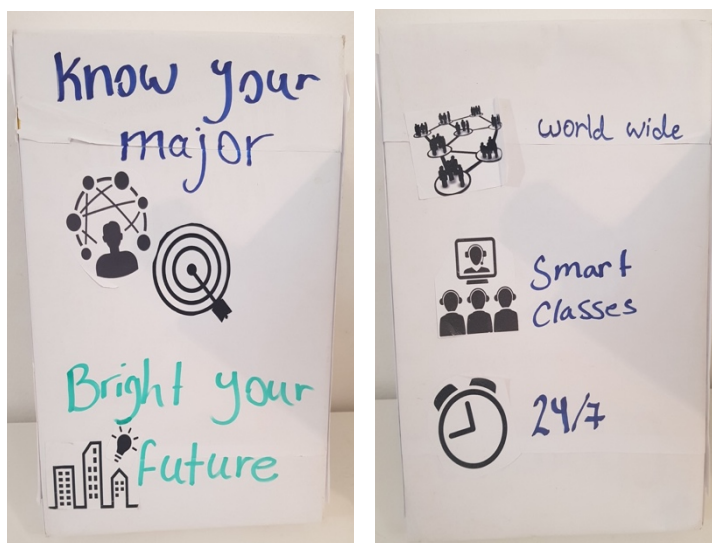 Know your
major
Bright your
future
world wide
Smart
Classes
24/7